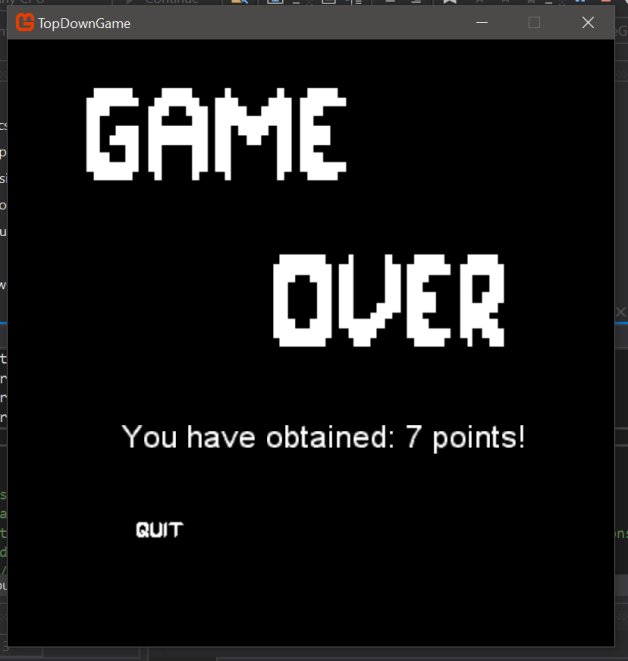 TopDownGame
GAME
OVER
You have obtained: 7 points!
QUIT